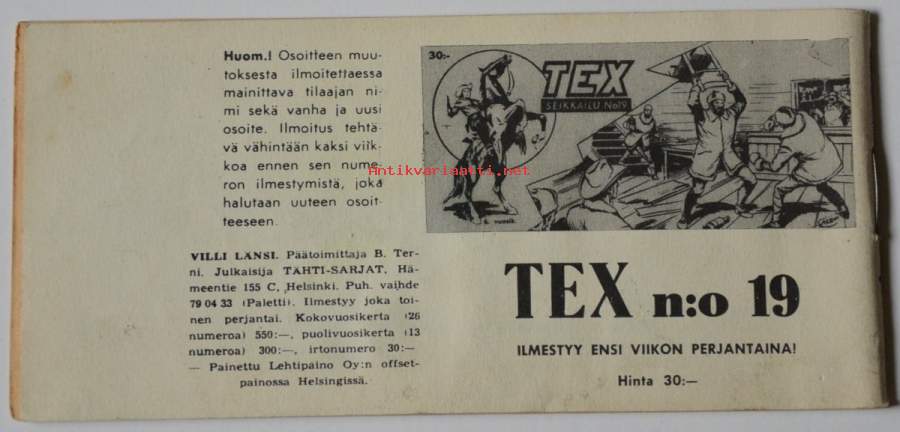 Huom.! Osoitteen muu-
toksesta ilmoitettaessa
mainittava tilaajan ni-
mi sekä vanha ja uusi
osoite. Ilmoitus tehtä-
vä vähintään kaksi viik-
koa ennen sen nume-
ron ilmestymistä, joka
halutaan uuteen osoit-
teeseen.
VILLI LÄNSI. Päätoimittaja B. Ter-
ni. Julkaisija TÄHTI-SARJAT, Hä-
meentie 155 C, Helsinki. Puh. vaihde
79 04 33 (Paletti). Ilmestyy joka toi-
nen perjantai. Kokovuosikerta (26
numeroa) 550:—, puolivuosikerta (13
numeroa) 300:—, irtonumero 30:—
— Painettu Lehtipaino Oy:n offset-
painossa Helsingissä.
30:-
TEX
SEIKKAILU No 19
Antikvariaatti.net
TEX n:o 19
ILMESTYY ENSI VIIKON PERJANTAINA!
Hinta 30:—